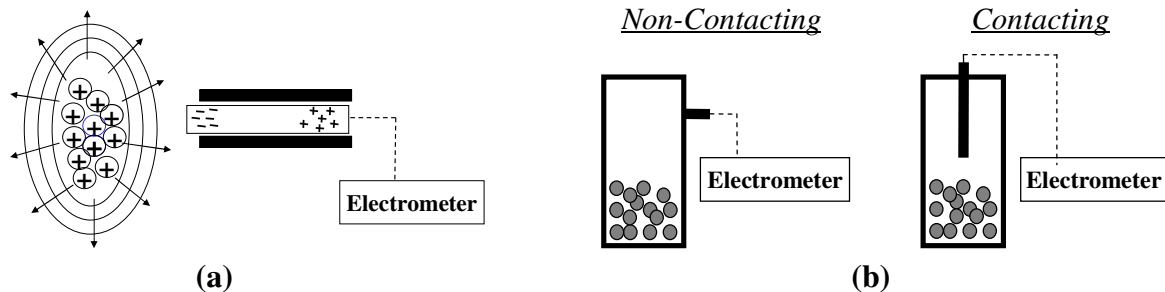 Non-Contacting Contacting
Electrometer
Electrometer Electrometer
(a) (b)